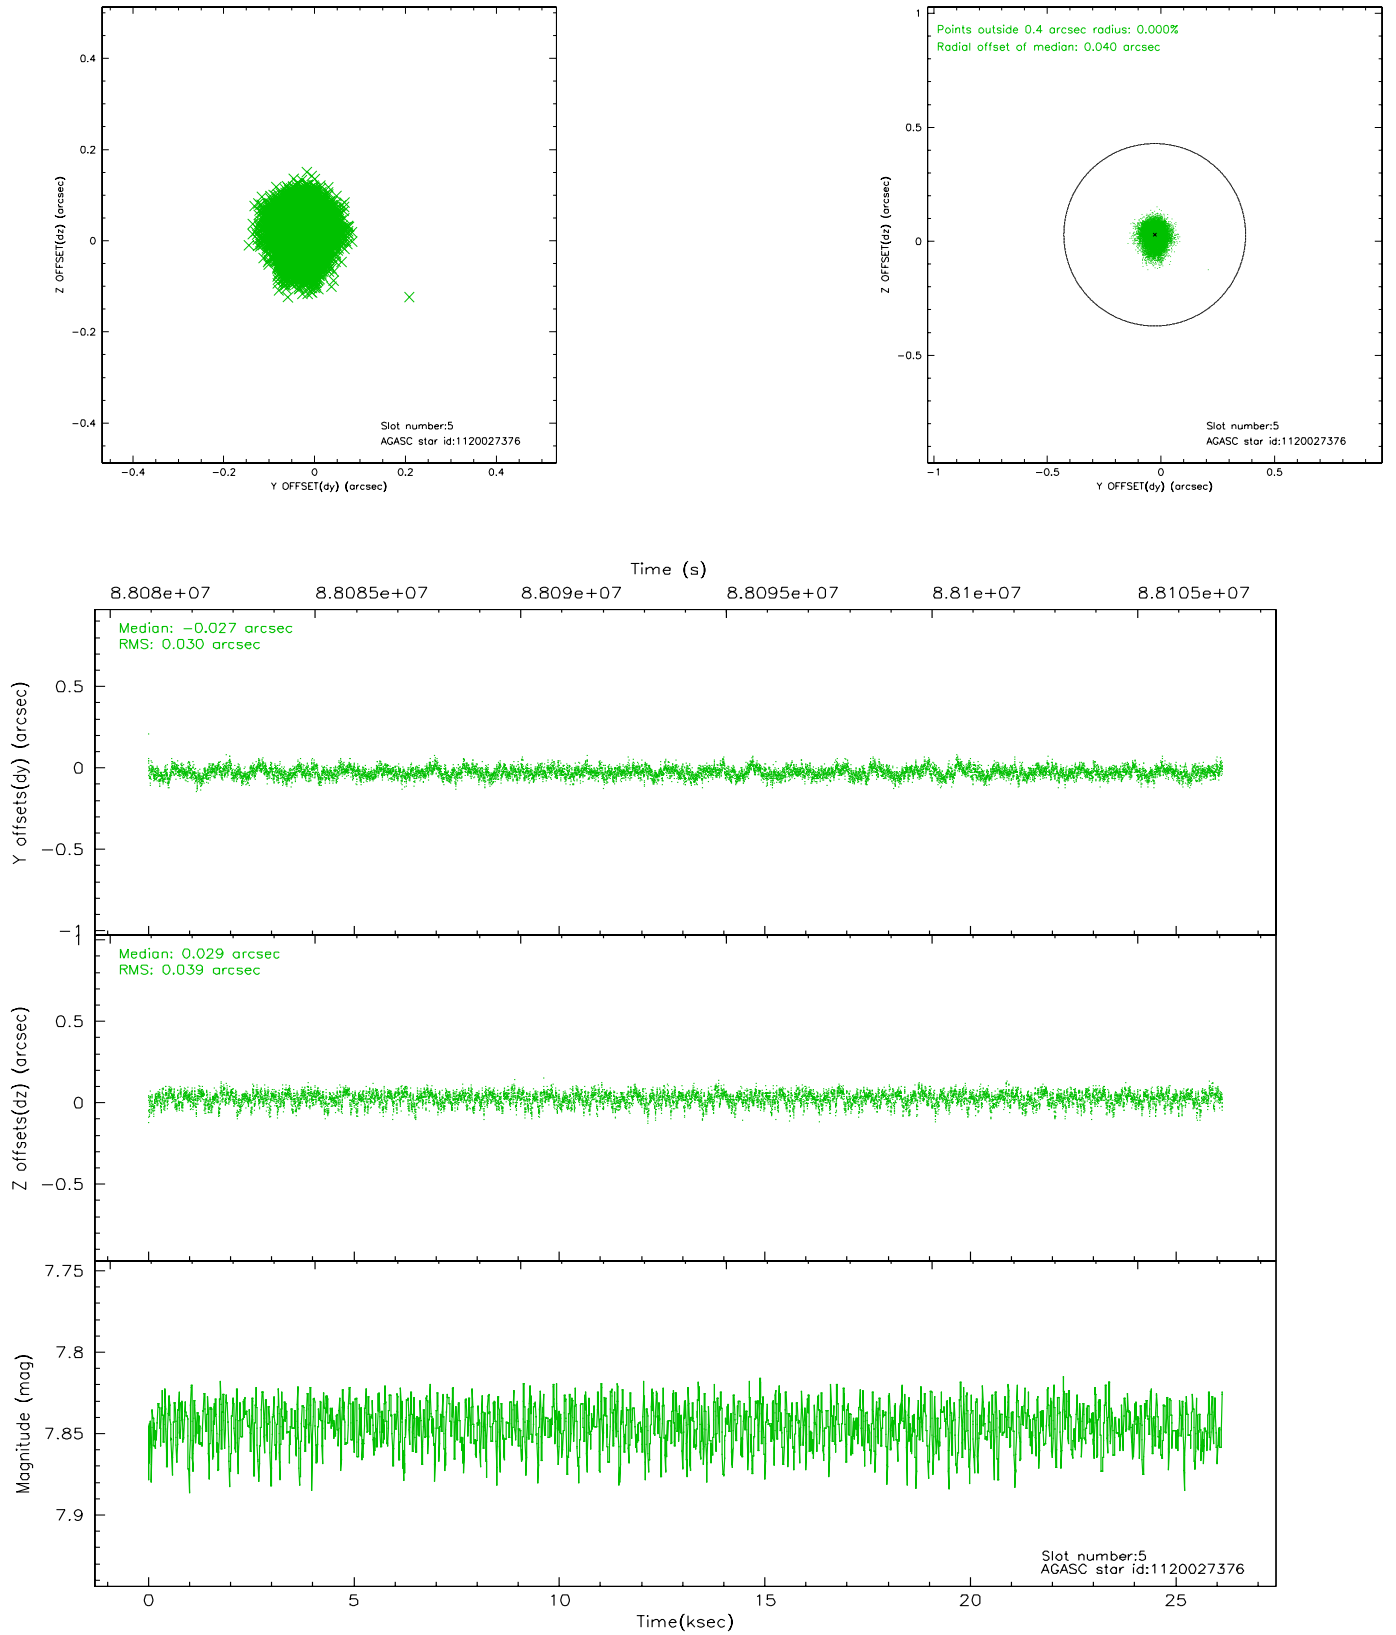 0.4
0.2
0
−0.2
−0.4
Z OFFSET(dz) (arcsec)
Slot number:5
AGASC star id:1120027376
−0.4 −0.2 0 0.2 0.4
Y OFFSET(dy) (arcsec)
Points outside 0.4 arcsec radius: 0.000%
Radial offset of median: 0.040 arcsec
1
0.5
0
−0.5
Z OFFSET(dz) (arcsec)
Slot number:5
AGASC star id:1120027376
−1 −0.5 0 0.5
Y OFFSET(dy) (arcsec)
Time (s)
8.808e+07 8.8085e+07 8.809e+07 8.8095e+07 8.81e+07 8.8105e+07
Median: −0.027 arcsec
RMS: 0.030 arcsec
0.5
0
−0.5
−1
Y offsets(dy) (arcsec)
Median: 0.029 arcsec
RMS: 0.039 arcsec
1
0.5
0
−0.5
Z offsets(dz) (arcsec)
7.75
7.8
7.85
7.9
Magnitude (mag)
Slot number:5
AGASC star id:1120027376
0 5 10 15 20 25
Time(ksec)